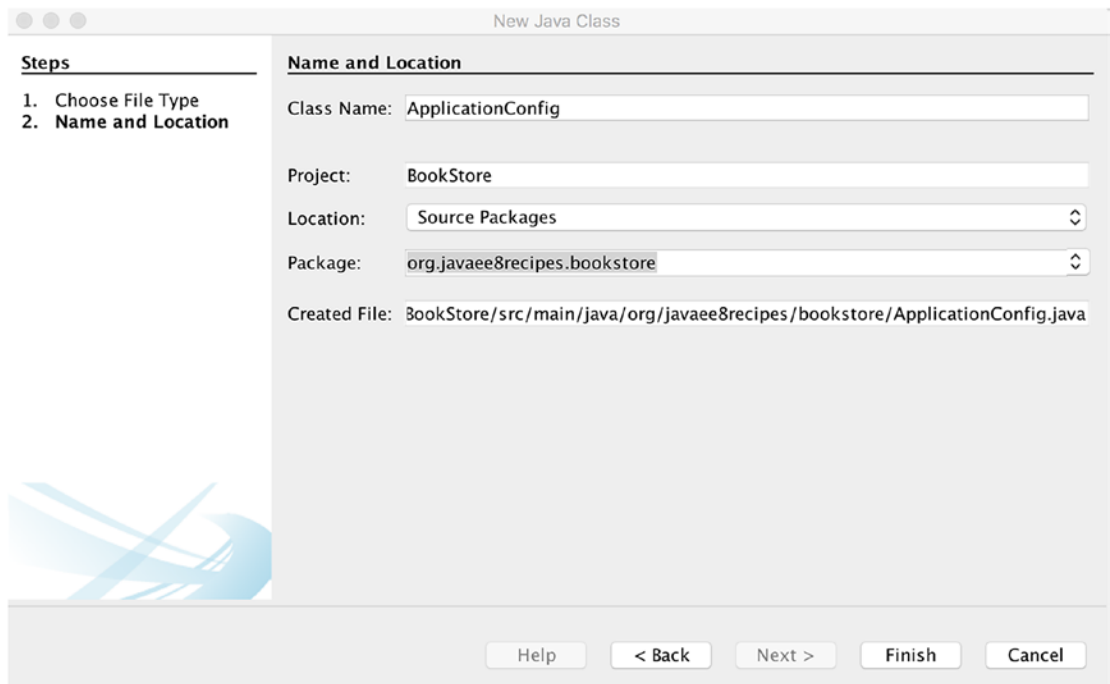 New Java Class
Steps
1. Choose File Type
2. Name and Location
Name and Location
Class Name: ApplicationConfig
Project: BookStore
Location: Source Packages
Package: org.javaee8recipes.bookstore
Created File: BookStore/src/main/java/org/javaee8recipes/bookstore/ApplicationConfig.java
Help < Back Next > Finish Cancel